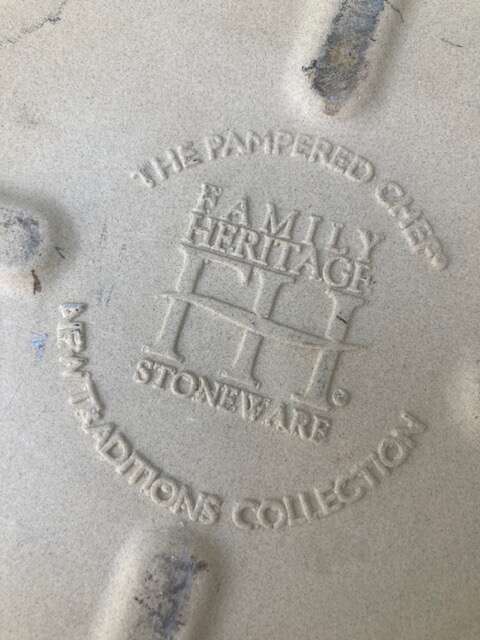 THE PAMPERED CHEF
FAMILY
HERITAGE
FH
STONEWARE®
NEW TRADITIONS COLLECTION